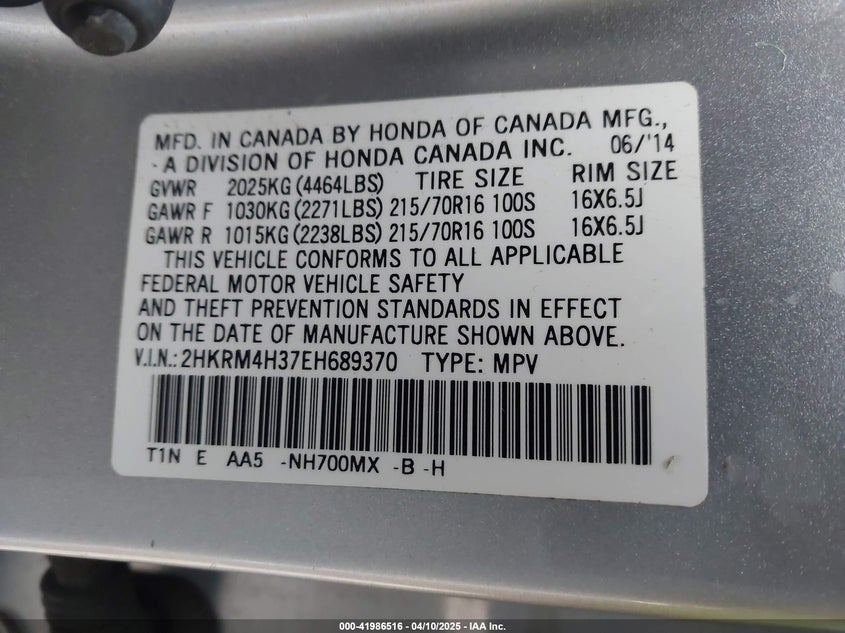 MFD. IN CANADA BY HONDA OF CANADA MFG.,
- A DIVISION OF HONDA CANADA INC. 06/'14
GVWR 2025KG (4464LBS) TIRE SIZE RIM SIZE
GAWR F 1030KG (2271LBS) 215/70R16 100S 16X6.5J
GAWR R 1015KG (2238LBS) 215/70R16 100S 16X6.5J
THIS VEHICLE CONFORMS TO ALL APPLICABLE
FEDERAL MOTOR VEHICLE SAFETY
AND THEFT PREVENTION STANDARDS IN EFFECT
ON THE DATE OF MANUFACTURE SHOWN ABOVE.
V.I.N.: 2HKRM4H37EH689370 TYPE: MPV
T1N E AA5 -NH700MX -B -H
000-41986516 - 04/10/2025 - IAA Inc.